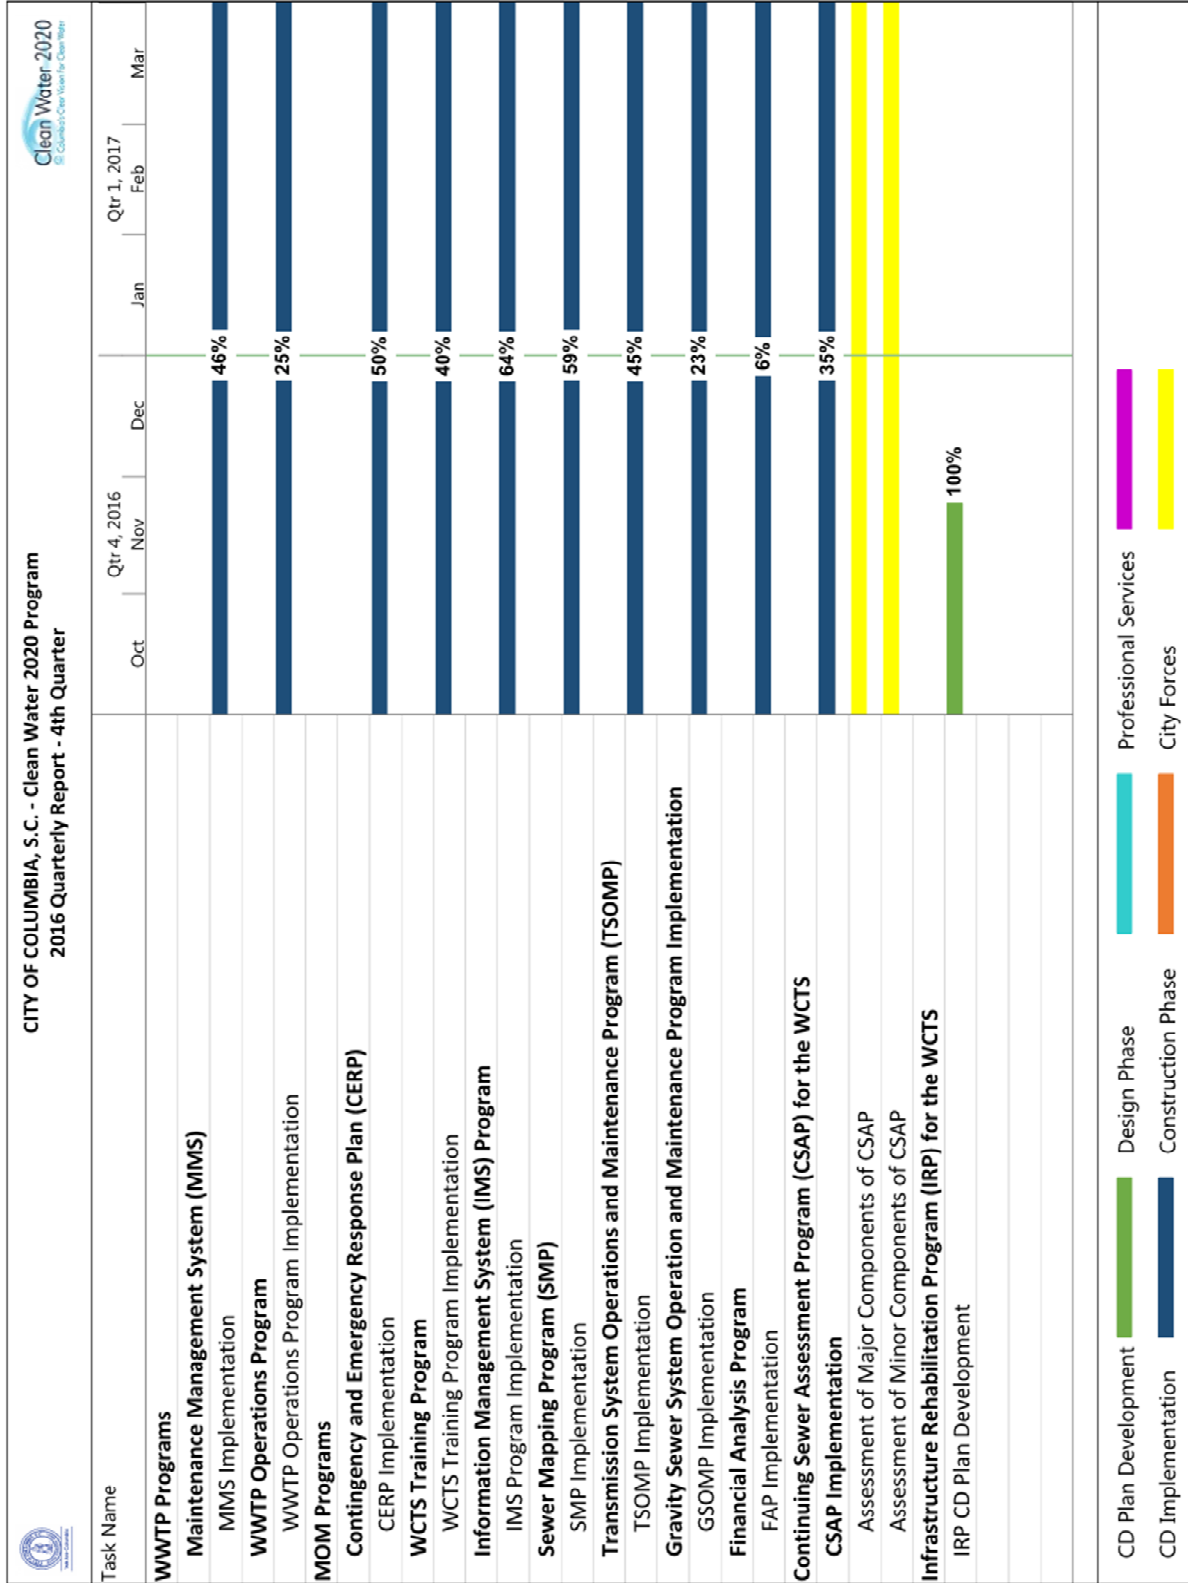 CITY OF COLUMBIA, S.C. - Clean Water 2020 Program
2016 Quarterly Report - 4th Quarter
Clean Water 2020
Columbia's Clear Vision for Clean Water
Task Name
Qtr 4, 2016
Qtr 1, 2017
Oct
Nov
Dec
Jan
Feb
Mar
WWTP Programs
Maintenance Management System (MMS)
MMS Implementation
46%
WWTP Operations Program
WWTP Operations Program Implementation
25%
MOM Programs
Contingency and Emergency Response Plan (CERP)
CERP Implementation
50%
WCTS Training Program
WCTS Training Program Implementation
40%
Information Management System (IMS) Program
IMS Program Implementation
64%
Sewer Mapping Program (SMP)
SMP Implementation
59%
Transmission System Operations and Maintenance Program (TSOMP)
TSOMP Implementation
45%
Gravity Sewer System Operation and Maintenance Program Implementation
GSOMP Implementation
23%
Financial Analysis Program
FAP Implementation
6%
Continuing Sewer Assessment Program (CSAP) for the WCTS
CSAP Implementation
35%
Assessment of Major Components of CSAP
Assessment of Minor Components of CSAP
Infrastructure Rehabilitation Program (IRP) for the WCTS
IRP CD Plan Development
100%
CD Plan Development
Design Phase
Professional Services
CD Implementation
Construction Phase
City Forces